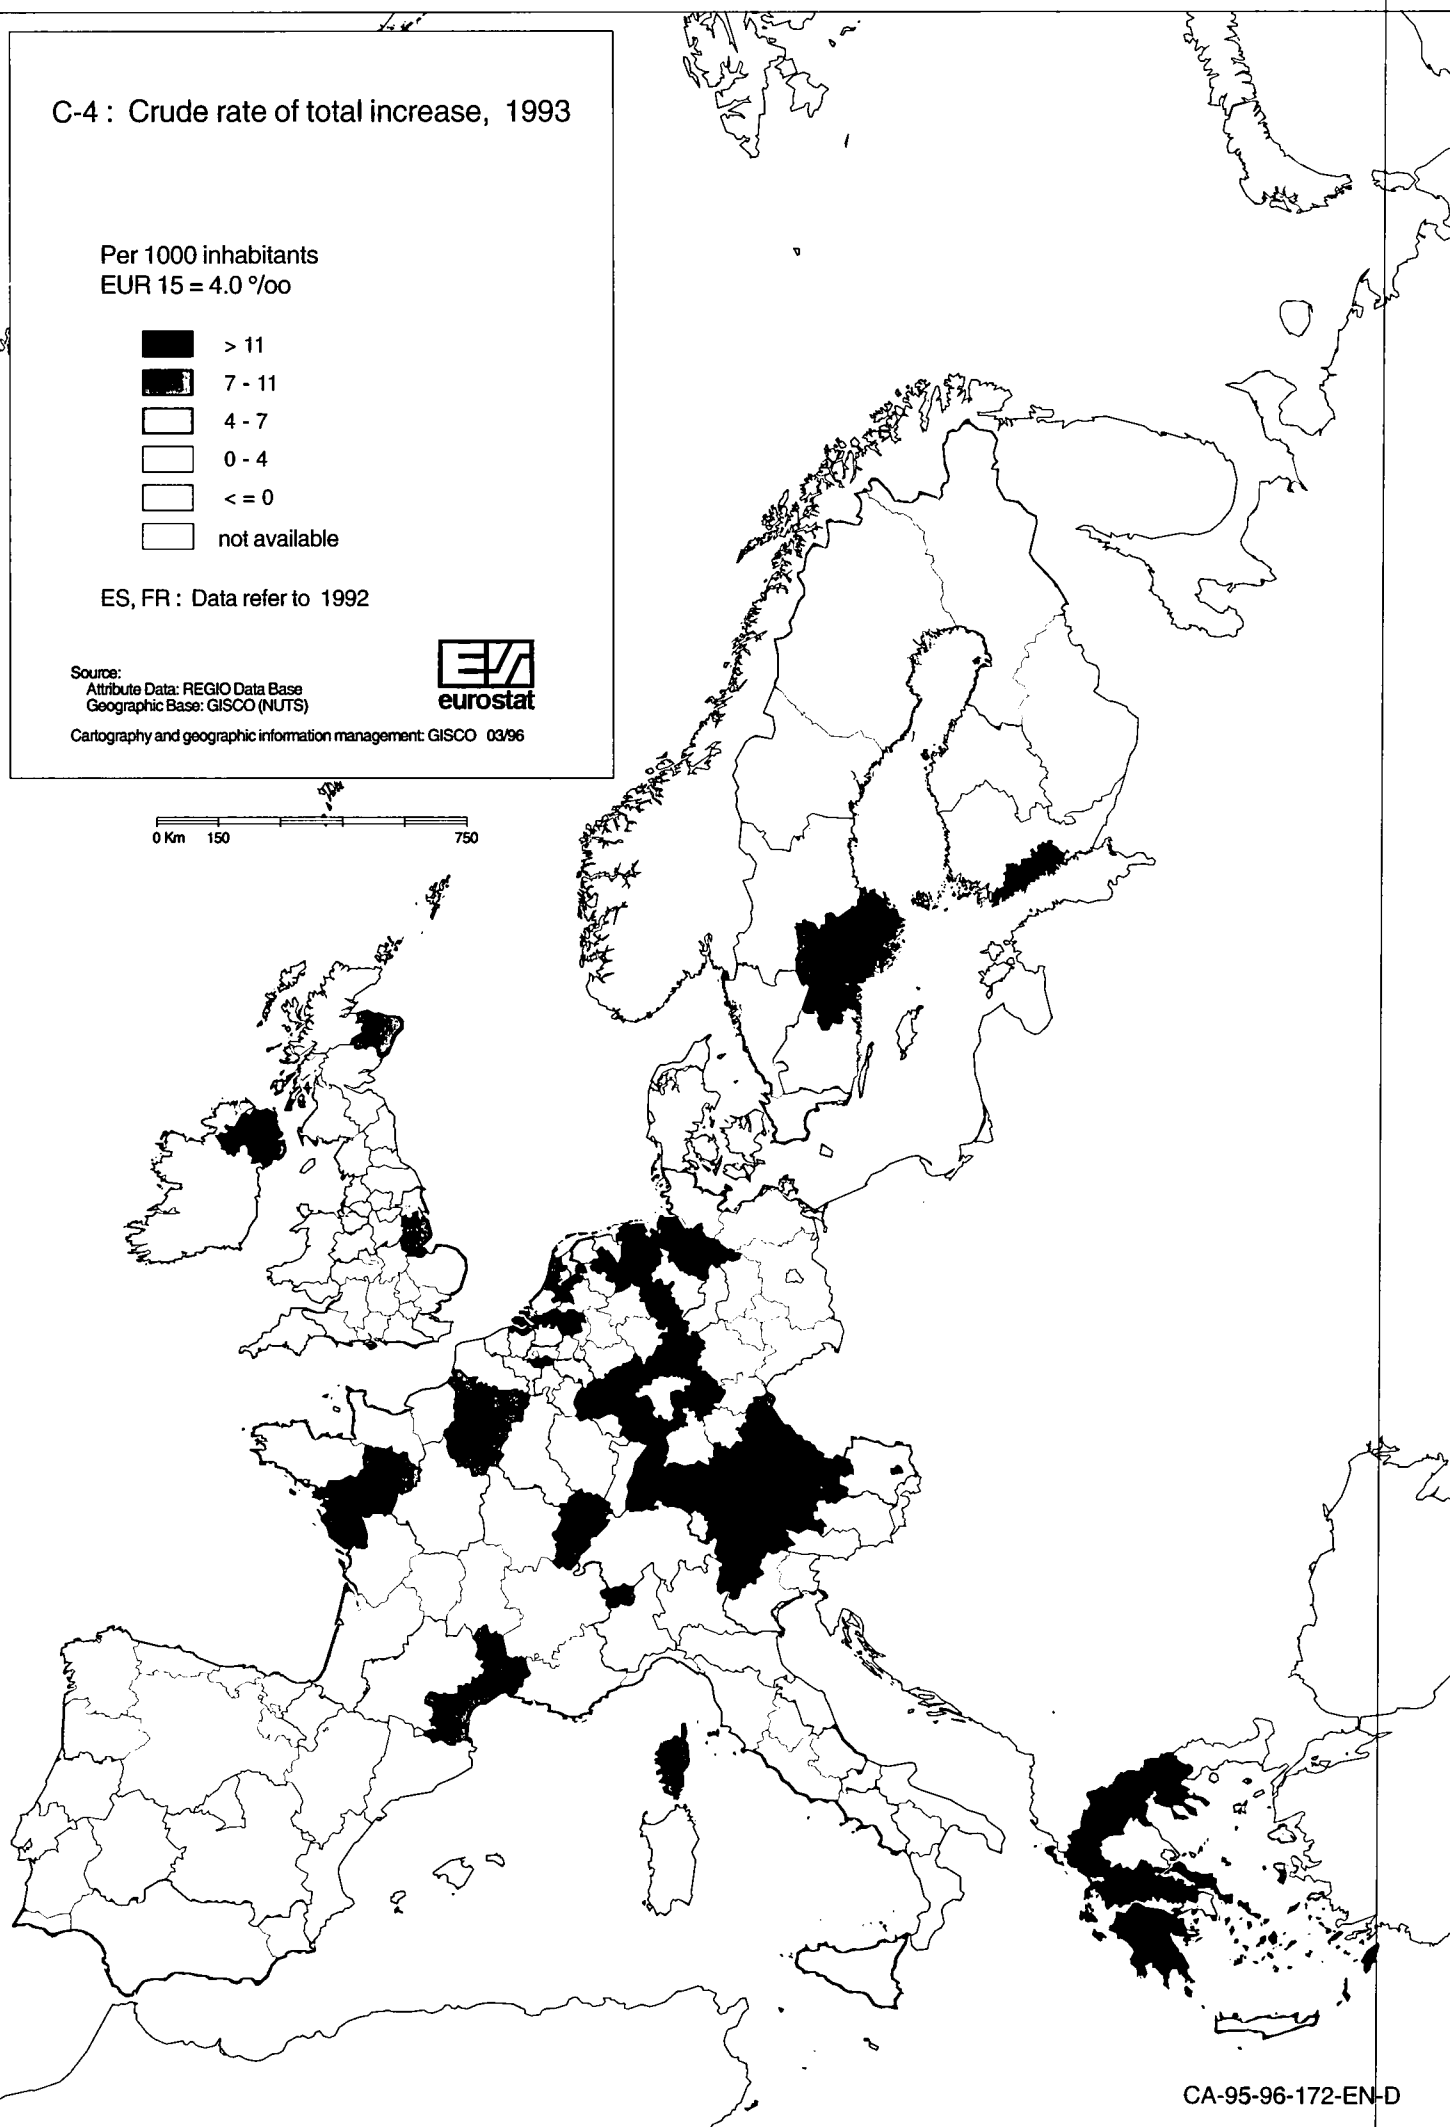 C-4 : Crude rate of total increase, 1993
Per 1000 inhabitants
EUR 15 = 4.0 °/oo
> 11
7 - 11
4 - 7
0 - 4
< = 0
not available
ES, FR : Data refer to 1992
Source:
Attribute Data: REGIO Data Base
Geographic Base: GISCO (NUTS)
eurostat
Cartography and geographic information management: GISCO 03/96
0 Km 150 750
CA-95-96-172-EN-D